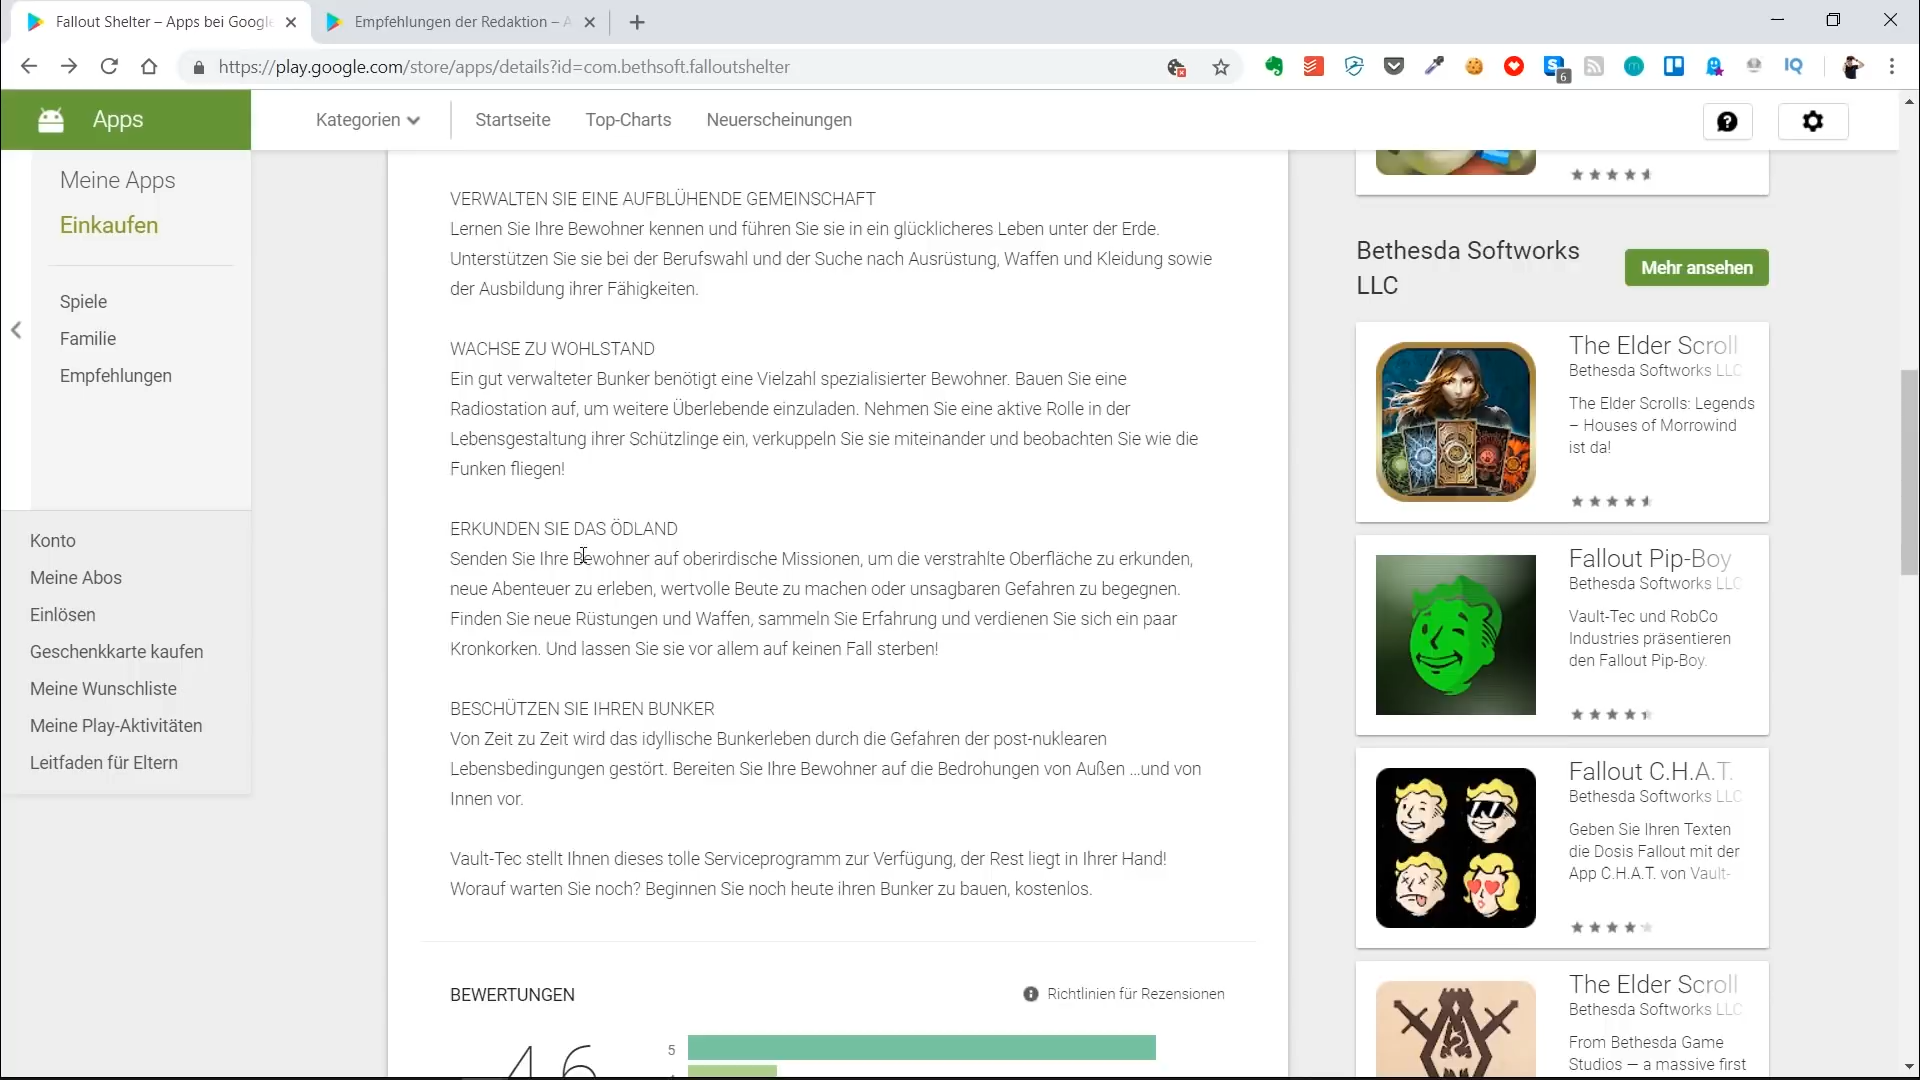 Fallout Shelter – Apps bei Google
Empfehlungen der Redaktion – A
https://play.google.com/store/apps/details?id=com.bethsoft.falloutshelter
6
IQ
Apps
Kategorien
Startseite
Top-Charts
Neuerscheinungen
Meine Apps
Einkaufen
Spiele
Familie
Empfehlungen
Konto
Meine Abos
Einlösen
Geschenkkarte kaufen
Meine Wunschliste
Meine Play-Aktivitäten
Leitfaden für Eltern
VERWALTEN SIE EINE AUFBLÜHENDE GEMEINSCHAFT
Lernen Sie Ihre Bewohner kennen und führen Sie sie in ein glücklicheres Leben unter der Erde.
Unterstützen Sie sie bei der Berufswahl und der Suche nach Ausrüstung, Waffen und Kleidung sowie
der Ausbildung ihrer Fähigkeiten.
WACHSE ZU WOHLSTAND
Ein gut verwalteter Bunker benötigt eine Vielzahl spezialisierter Bewohner. Bauen Sie eine
Radiostation auf, um weitere Überlebende einzuladen. Nehmen Sie eine aktive Rolle in der
Lebensgestaltung ihrer Schützlinge ein, verkuppeln Sie sie miteinander und beobachten Sie wie die
Funken fliegen!
ERKUNDEN SIE DAS ÖDLAND
Senden Sie Ihre Bewohner auf oberirdische Missionen, um die verstrahlte Oberfläche zu erkunden,
neue Abenteuer zu erleben, wertvolle Beute zu machen oder unsagbaren Gefahren zu begegnen.
Finden Sie neue Rüstungen und Waffen, sammeln Sie Erfahrung und verdienen Sie sich ein paar
Kronkorken. Und lassen Sie sie vor allem auf keinen Fall sterben!
BESCHÜTZEN SIE IHREN BUNKER
Von Zeit zu Zeit wird das idyllische Bunkerleben durch die Gefahren der post-nuklearen
Lebensbedingungen gestört. Bereiten Sie Ihre Bewohner auf die Bedrohungen von Außen ...und von
Innen vor.
Vault-Tec stellt Ihnen dieses tolle Serviceprogramm zur Verfügung, der Rest liegt in Ihrer Hand!
Worauf warten Sie noch? Beginnen Sie noch heute ihren Bunker zu bauen, kostenlos.
BEWERTUNGEN
Richtlinien für Rezensionen
4,6
5
Bethesda Softworks
LLC
Mehr ansehen
The Elder Scroll
Bethesda Softworks LLC
The Elder Scrolls: Legends
– Houses of Morrowind
ist da!
Fallout Pip-Boy
Bethesda Softworks LLC
Vault-Tec und RobCo
Industries präsentieren
den Fallout Pip-Boy.
Fallout C.H.A.T.
Bethesda Softworks LLC
Geben Sie Ihren Texten
die Dosis Fallout mit der
App C.H.A.T. von Vault-
The Elder Scroll
Bethesda Softworks LLC
From Bethesda Game
Studios — a massive first